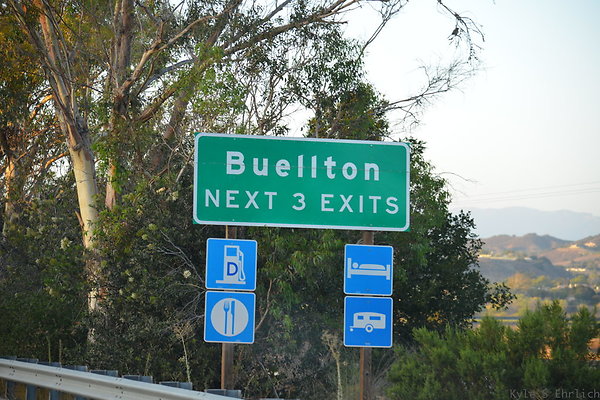 Buellton
NEXT 3 EXITS
D
Kyle S Ehrlich